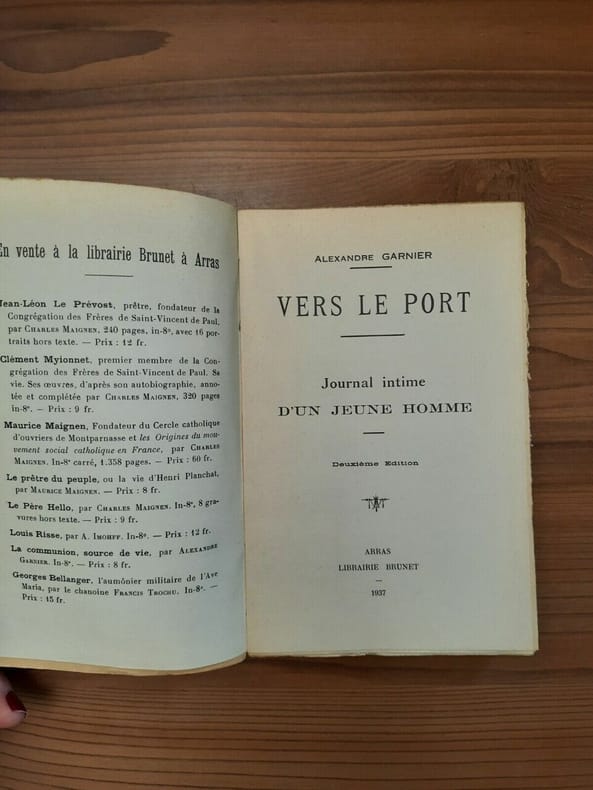 En vente à la librairie Brunet à Arras
Jean-Léon Le Prévost, prêtre, fondateur de la
Congrégation des Frères de Saint-Vincent de Paul,
par CHARLES MAIGNEN, 240 pages, in-8º, avec 16 por-
traits hors texte. — Prix : 12 fr.
Clément Myionnet, premier membre de la Con-
grégation des Frères de Saint-Vincent de Paul. Sa
vie. Ses œuvres, d'après son autobiographie, anno-
tée et complétée par CHARLES MAIGNEN, 320 pages
in-8º. — Prix : 9 fr.
Maurice Maignen, Fondateur du Cercle catholique
d'ouvriers de Montparnasse et les Origines du mou-
vement social catholique en France, par CHARLES
MAIGNEN. In-8º carré, 1.358 pages. — Prix : 60 fr.
Le prêtre du peuple, ou la vie d'Henri Planchat,
par MAURICE MAIGNEN. — Prix : 8 fr.
Le Père Hello, par CHARLES MAIGNEN. In-8º, 8 gra-
vures hors texte. — Prix : 9 fr.
Louis Risse, par A. IMOHFF. In-8º. — Prix : 12 fr.
La communion, source de vie, par ALEXANDRE
GARNIER. In-8º. — Prix : 8 fr.
Georges Bellanger, l'aumônier militaire de l'Ave
Maria, par le chanoine FRANCIS TROCHU. In-8º. —
Prix : 15 fr.
ALEXANDRE GARNIER
VERS LE PORT
Journal intime
D'UN JEUNE HOMME
Deuxième Edition
ARRAS
LIBRAIRIE BRUNET
—
1937